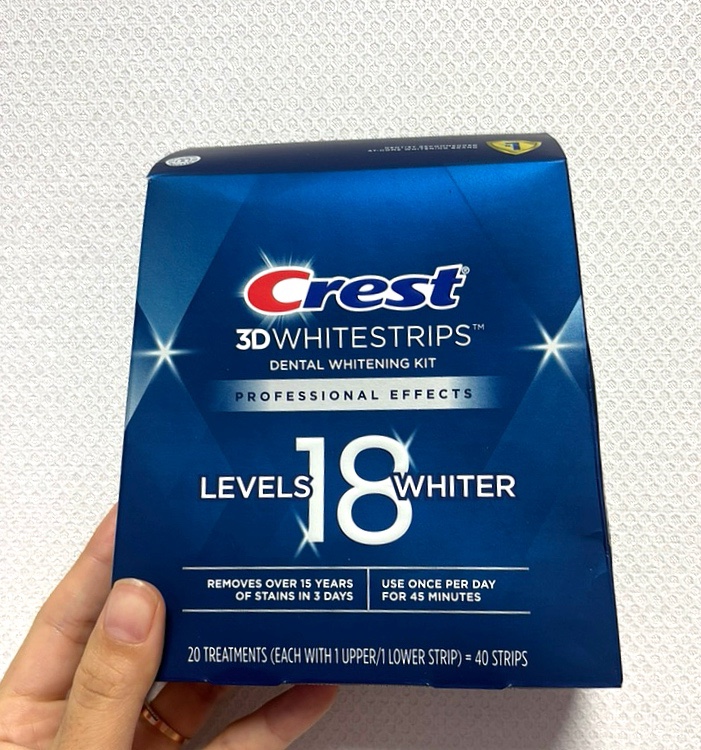 Crest®
3DWHITESTRIPS™
DENTAL WHITENING KIT
PROFESSIONAL EFFECTS
LEVELS 18 WHITER
REMOVES OVER 15 YEARS
OF STAINS IN 3 DAYS
USE ONCE PER DAY
FOR 45 MINUTES
20 TREATMENTS (EACH WITH 1 UPPER/1 LOWER STRIP) = 40 STRIPS